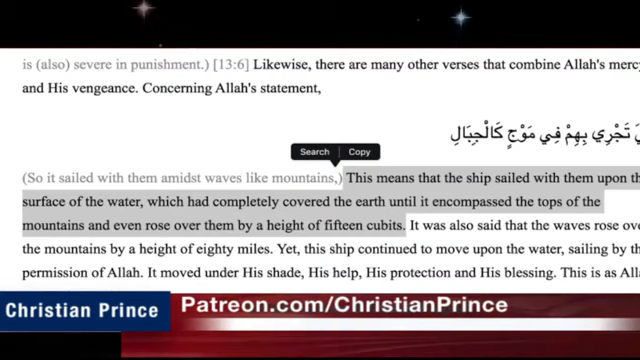 is (also) severe in punishment.) [13:6] Likewise, there are many other verses that combine Allah's mercy
and His vengeance. Concerning Allah's statement,
تَجْرِي بِهِمْ فِي مَوْجٍ كَالْجِبَالِ
Search Copy
(So it sailed with them amidst waves like mountains,) This means that the ship sailed with them upon
surface of the water, which had completely covered the earth until it encompassed the tops of the
mountains and even rose over them by a height of fifteen cubits. It was also said that the waves rose
the mountains by a height of eighty miles. Yet, this ship continued to move upon the water, sailing by
permission of Allah. It moved under His shade, His help, His protection and His blessing. This is as
Christian Prince
Patreon.com/ChristianPrince